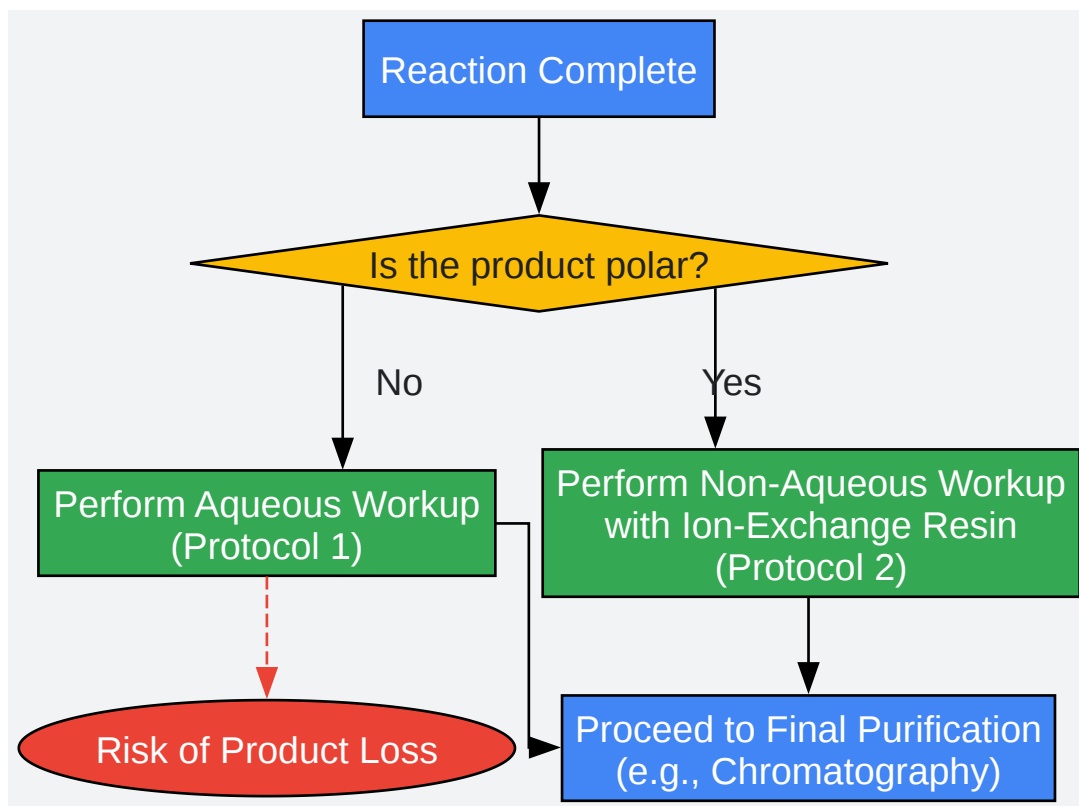 Reaction Complete
Is the product polar?
No
Yes
Perform Aqueous Workup
(Protocol 1)
Perform Non-Aqueous Workup
with Ion-Exchange Resin
(Protocol 2)
Risk of Product Loss
Proceed to Final Purification
(e.g., Chromatography)